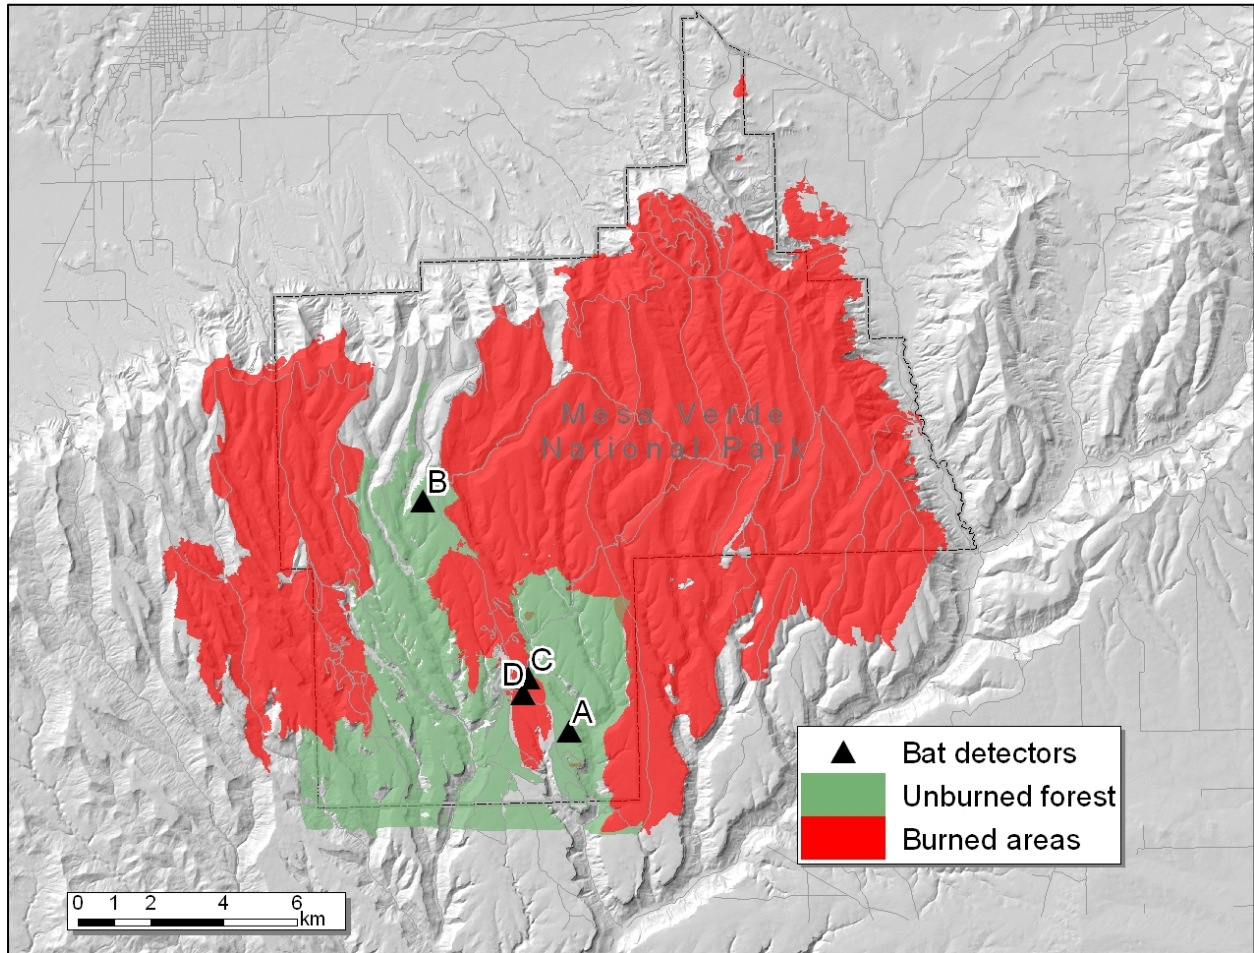 Mesa Verde
National Park
B
C
D
A
Bat detectors
Unburned forest
Burned areas
0 1 2 4 6
km